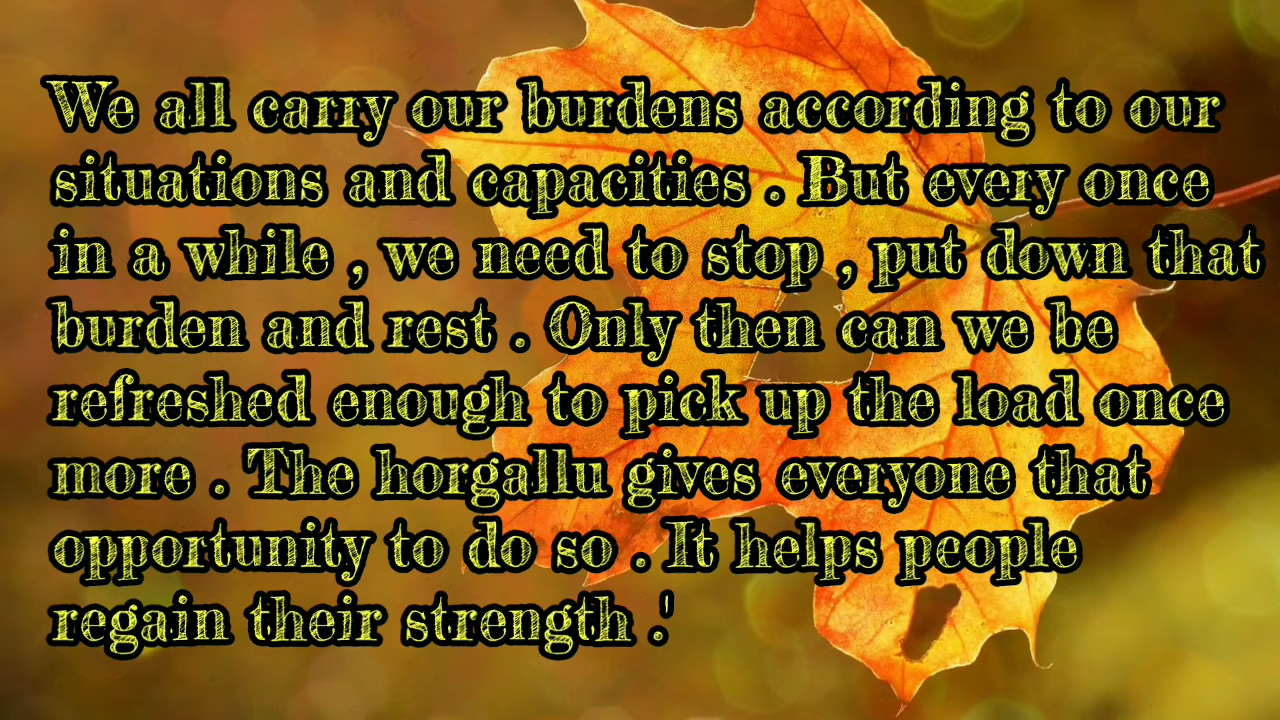 We all carry our burdens according to our
situations and capacities . But every once
in a while , we need to stop , put down that
burden and rest . Only then can we be
refreshed enough to pick up the load once
more . The horgallu gives everyone that
opportunity to do so . It helps people
regain their strength .'